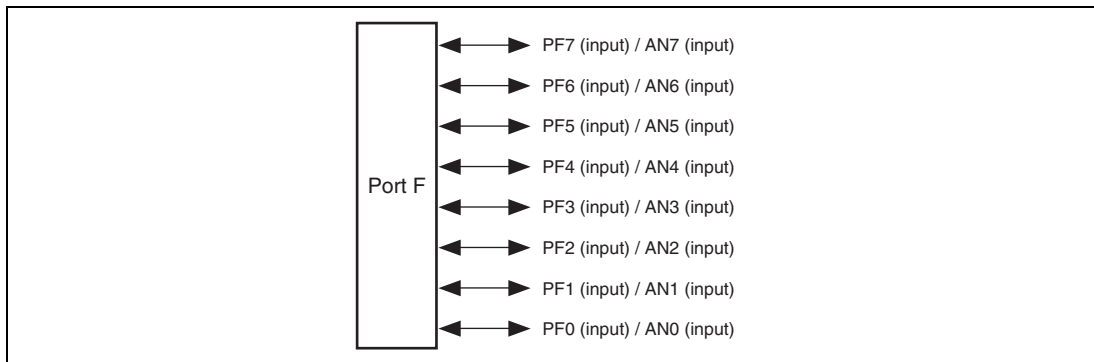 Port F
PF7 (input) / AN7 (input)
PF6 (input) / AN6 (input)
PF5 (input) / AN5 (input)
PF4 (input) / AN4 (input)
PF3 (input) / AN3 (input)
PF2 (input) / AN2 (input)
PF1 (input) / AN1 (input)
PF0 (input) / AN0 (input)